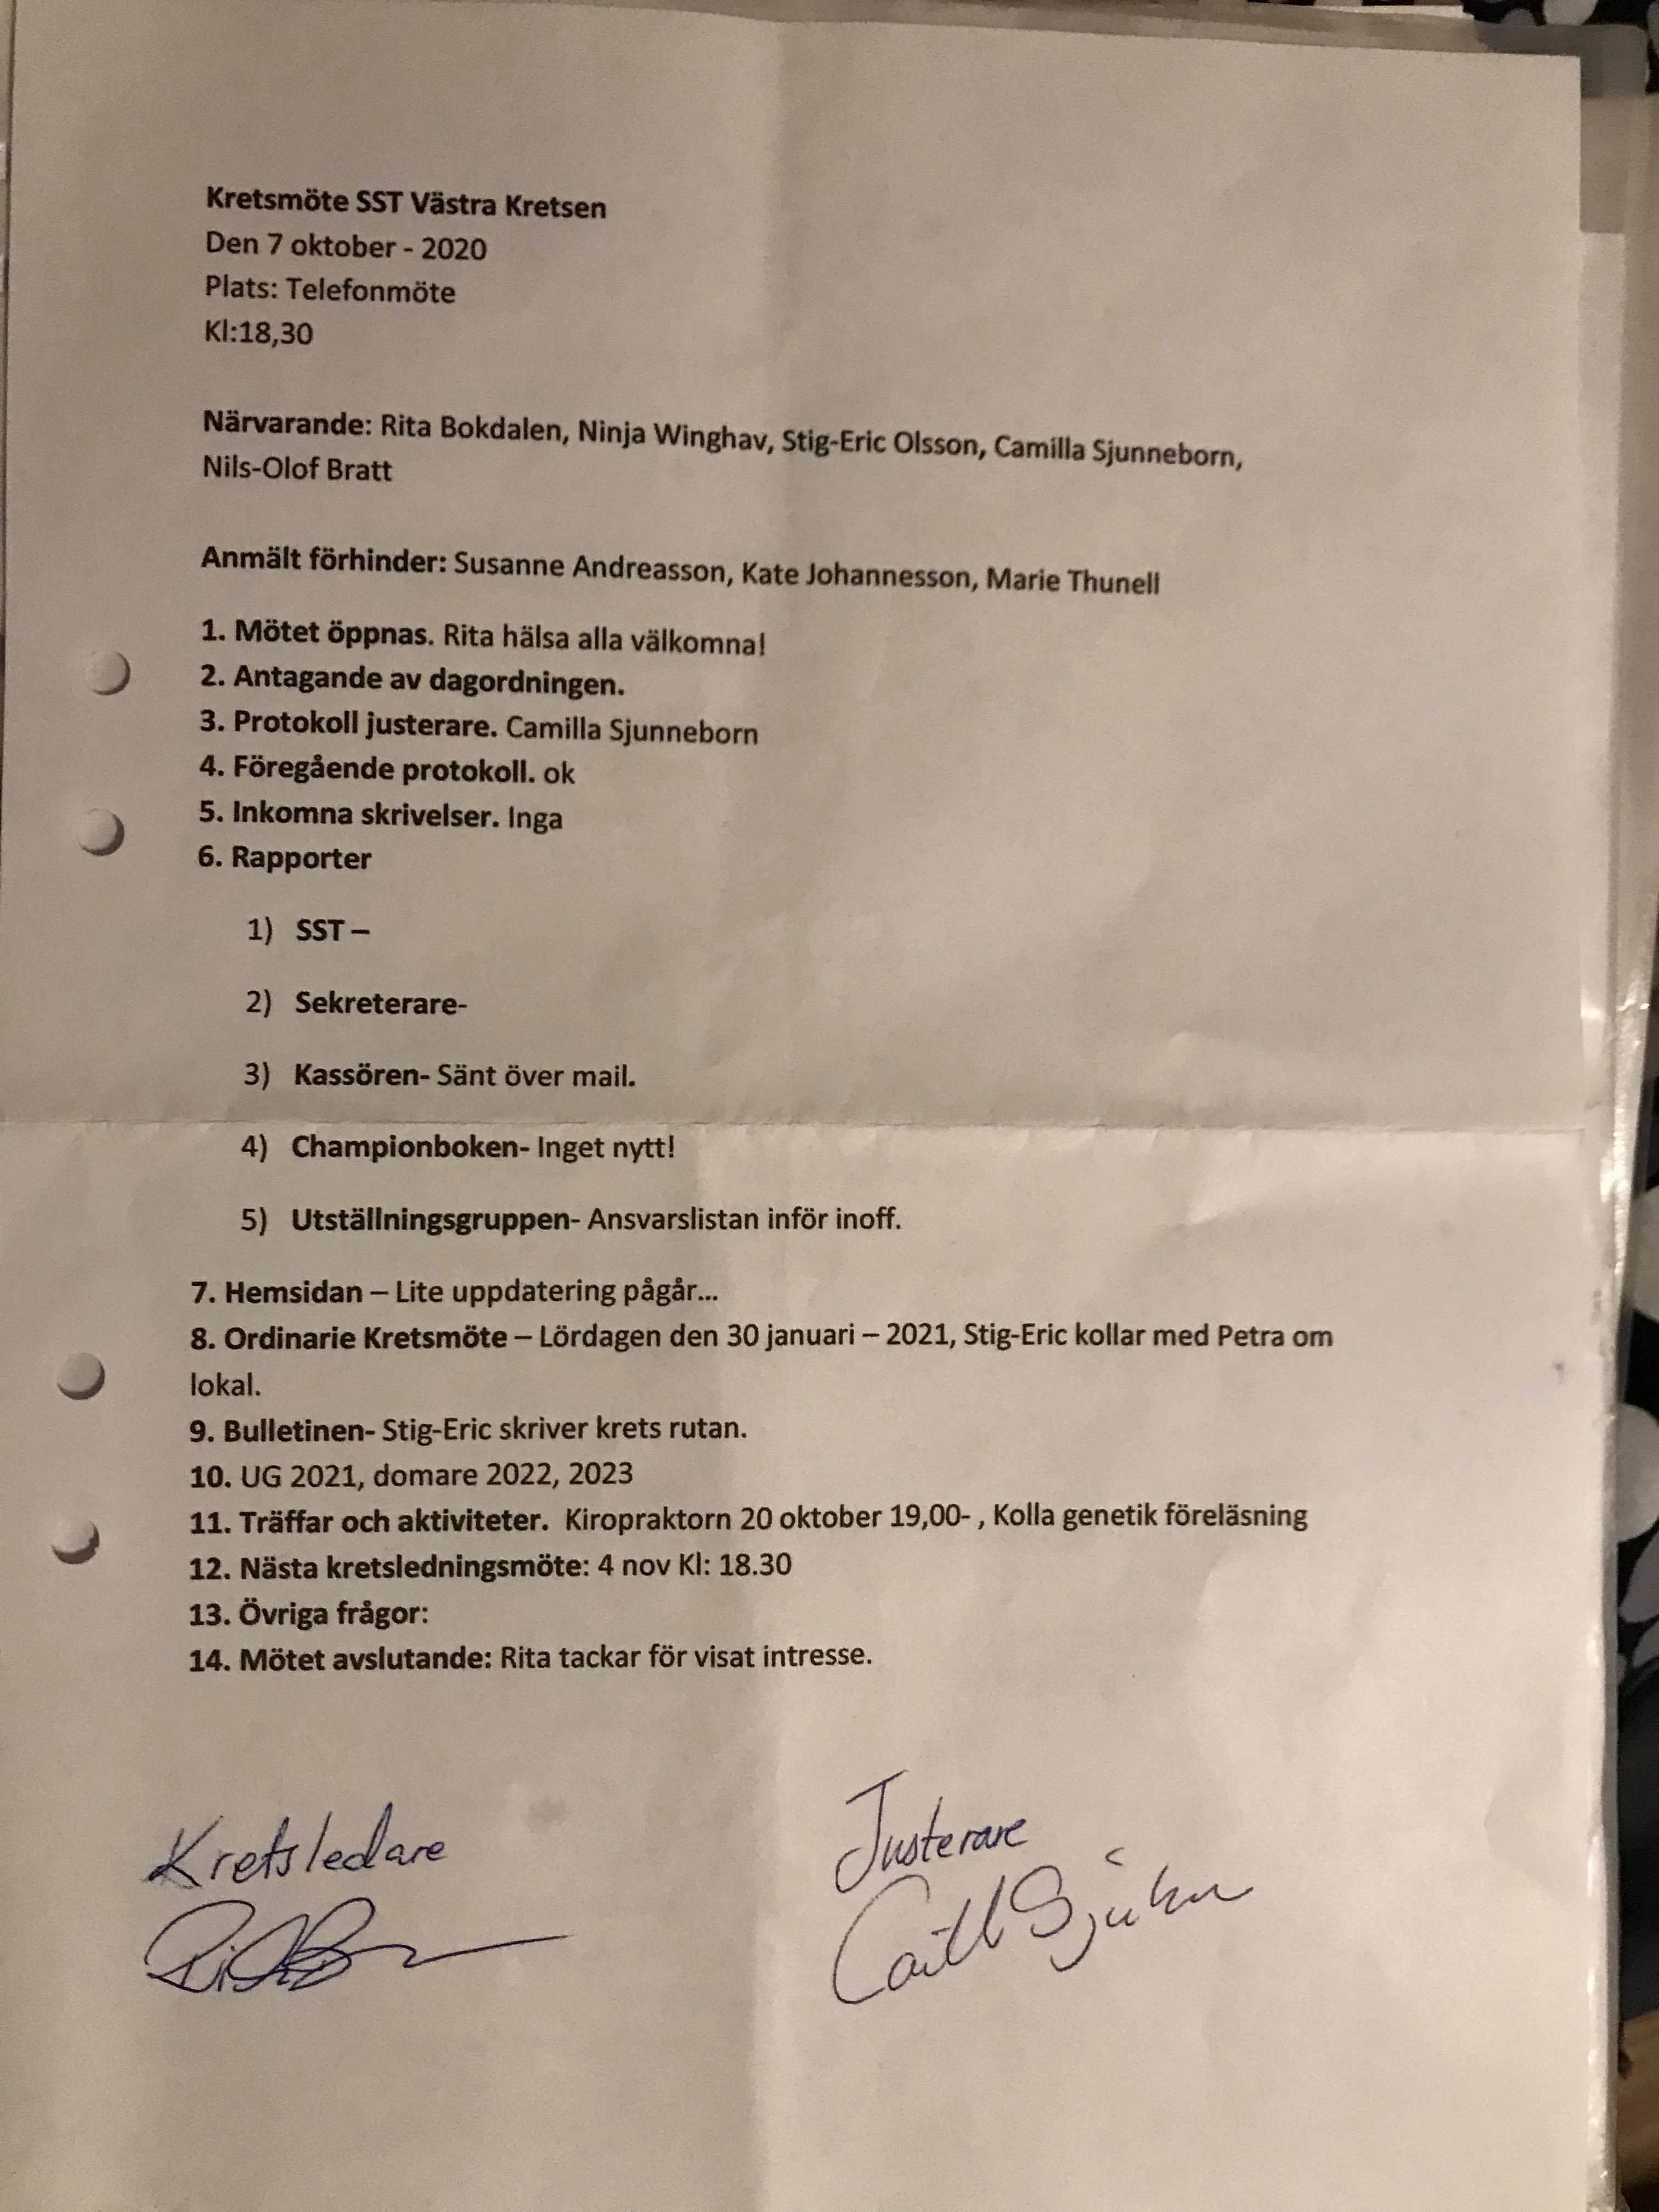 Kretsmöte SST Västra Kretsen
Den 7 oktober - 2020
Plats: Telefonmöte
Kl:18,30
Närvarande: Rita Bokdalen, Ninja Winghav, Stig-Eric Olsson, Camilla Sjunneborn,
Nils-Olof Bratt
Anmält förhinder: Susanne Andreasson, Kate Johannesson, Marie Thunell
1. Mötet öppnas. Rita hälsa alla välkomna!
2. Antagande av dagordningen.
3. Protokoll justerare. Camilla Sjunneborn
4. Föregående protokoll. ok
5. Inkomna skrivelser. Inga
6. Rapporter
1) SST –
2) Sekreterare-
3) Kassören- Sänt över mail.
4) Championboken- Inget nytt!
5) Utställningsgruppen- Ansvarslistan inför inoff.
7. Hemsidan – Lite uppdatering pågår...
8. Ordinarie Kretsmöte – Lördagen den 30 januari – 2021, Stig-Eric kollar med Petra om
lokal.
9. Bulletinen- Stig-Eric skriver krets rutan.
10. UG 2021, domare 2022, 2023
11. Träffar och aktiviteter. Kiropraktorn 20 oktober 19,00- , Kolla genetik föreläsning
12. Nästa kretsledningsmöte: 4 nov Kl: 18.30
13. Övriga frågor:
14. Mötet avslutande: Rita tackar för visat intresse.
Kretsledare
Justerare